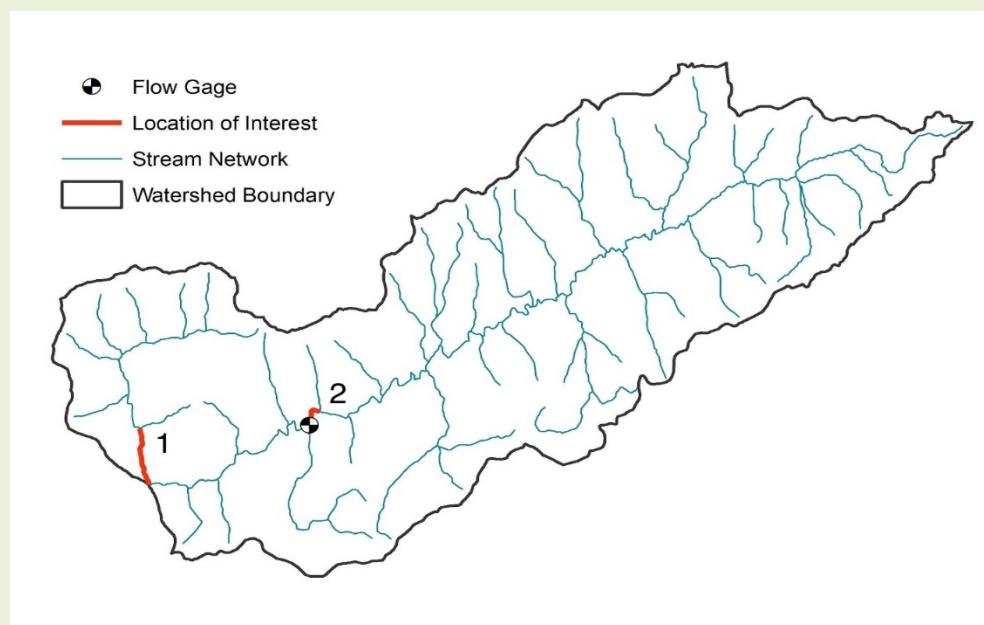 Flow Gage
Location of Interest
Stream Network
Watershed Boundary
2
1